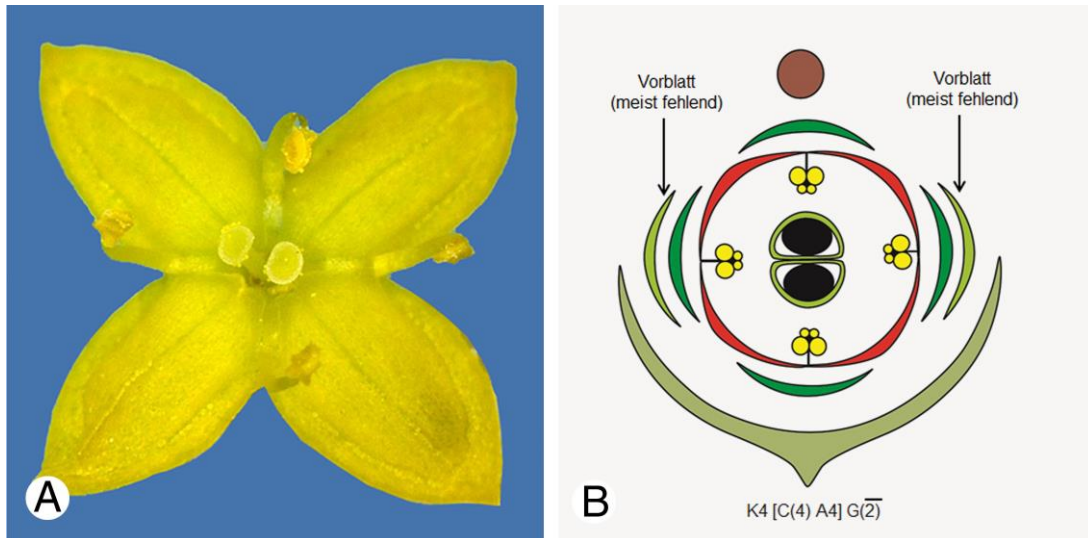 A
Vorblatt
(meist fehlend)
Vorblatt
(meist fehlend)
B
K4 [C(4) A4] G(2̅)